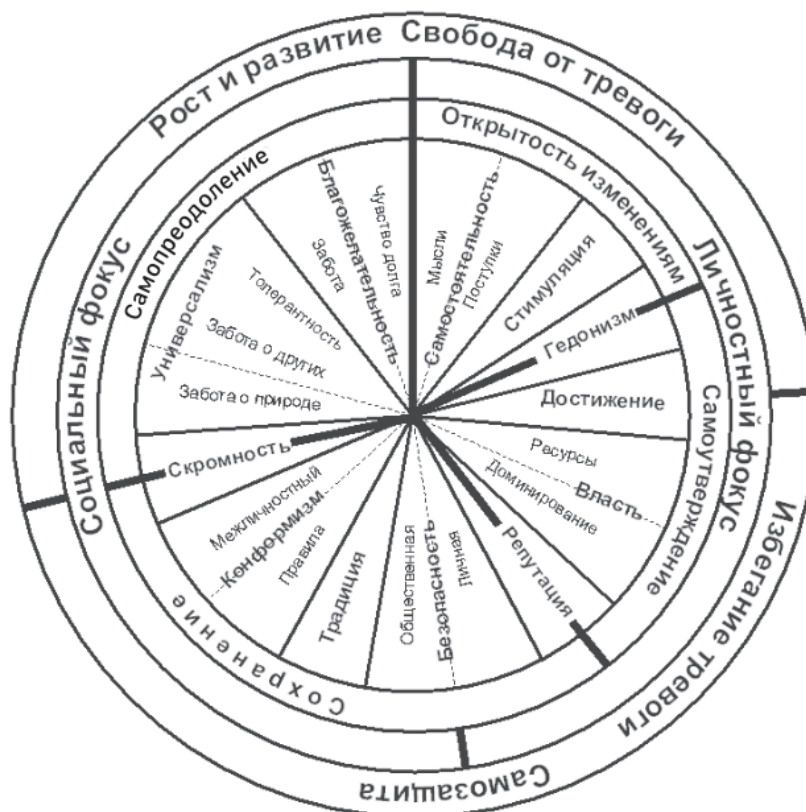 Рост и развитие
Свобода от тревоги
Избегание тревоги
Самозащита
Социальный фокус
Личностный фокус
Самопреодоление
Открытость изменениям
Самоутверждение
Сохранение
Чувство долга
Благожелательность
Забота
Мысли
Самостоятельность
Поступки
Стимуляция
Гедонизм
Достижение
Ресурсы
Власть
Доминирование
Репутация
Личная
Безопасность
Общественная
Традиция
Правила
Конформизм
Межличностный
Скромность
Забота о природе
Забота о других
Универсализм
Толерантность